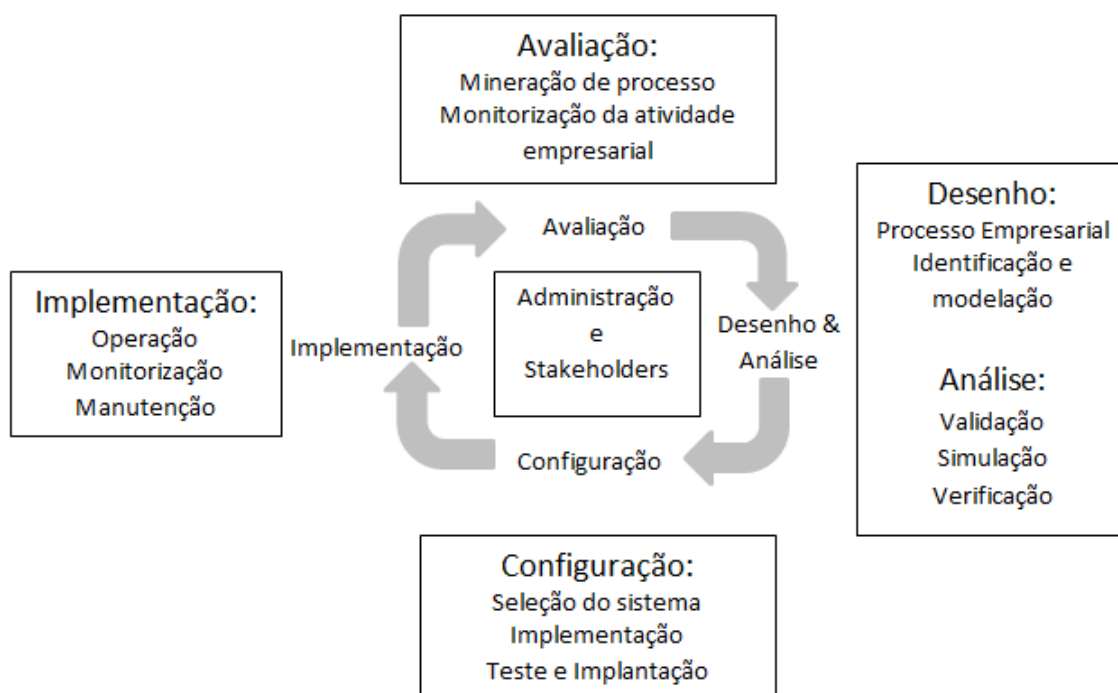 Avaliação:
Mineração de processo
Monitorização da atividade
empresarial
Desenho:
Processo Empresarial
Identificação e
modelação
Análise:
Validação
Simulação
Verificação
Implementação:
Operação
Monitorização
Manutenção
Avaliação
Implementação
Administração
e
Stakeholders
Desenho &
Análise
Configuração
Configuração:
Seleção do sistema
Implementação
Teste e Implantação